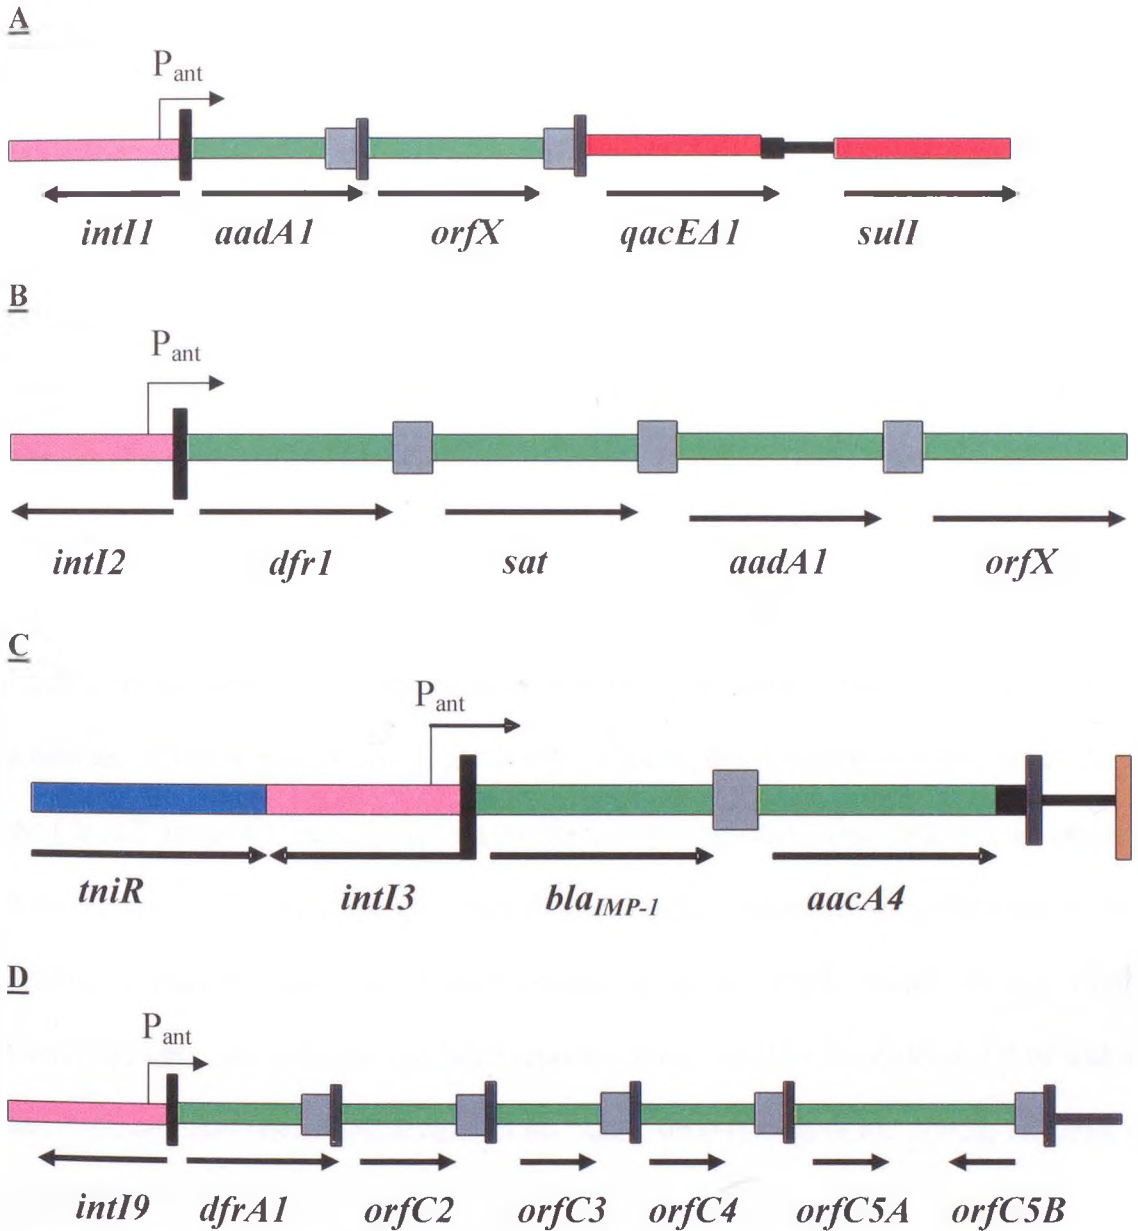 A
Pant
intI1 aadA1 orfX qacEΔ1 sulI
B
Pant
intI2 dfr1 sat aadA1 orfX
C
Pant
tniR intI3 blaIMP-1 aacA4
D
Pant
intI9 dfrA1 orfC2 orfC3 orfC4 orfC5A orfC5B